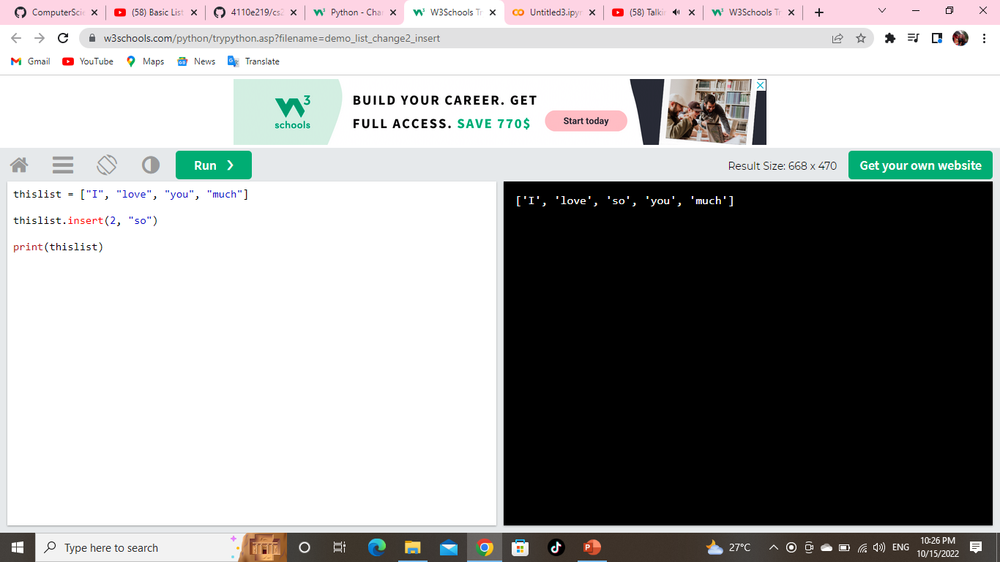 ComputerScie
(58) Basic List
4110e219/cs2
Python - Chan
W3Schools Tr
Untitled3.ipyn
(58) Talkin
W3Schools Tr
w3schools.com/python/trypython.asp?filename=demo_list_change2_insert
Gmail
YouTube
Maps
News
Translate
w3
schools
BUILD YOUR CAREER. GET
FULL ACCESS. SAVE 770$
Start today
Run ❯
Result Size: 668 x 470
Get your own website
thislist = ["I", "love", "you", "much"]
thislist.insert(2, "so")
print(thislist)
['I', 'love', 'so', 'you', 'much']
Type here to search
27°C
ENG
10:26 PM
10/15/2022